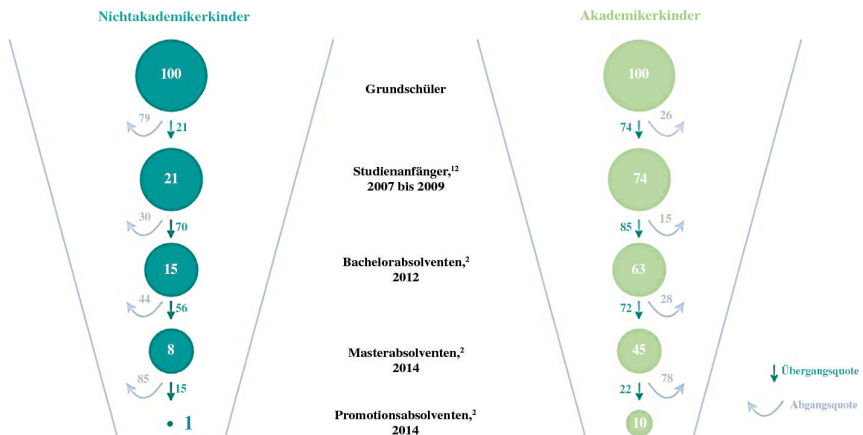 Nichtakademikerkinder
Akademikerkinder
100
Grundschüler
100
79
21
74
26
21
Studienanfänger,¹²
2007 bis 2009
74
30
70
85
15
15
Bachelorabsolventen,²
2012
63
44
56
72
28
8
Masterabsolventen,²
2014
45
85
15
22
78
Übergangsquote
Abgangsquote
1
Promotionsabsolventen,²
2014
10